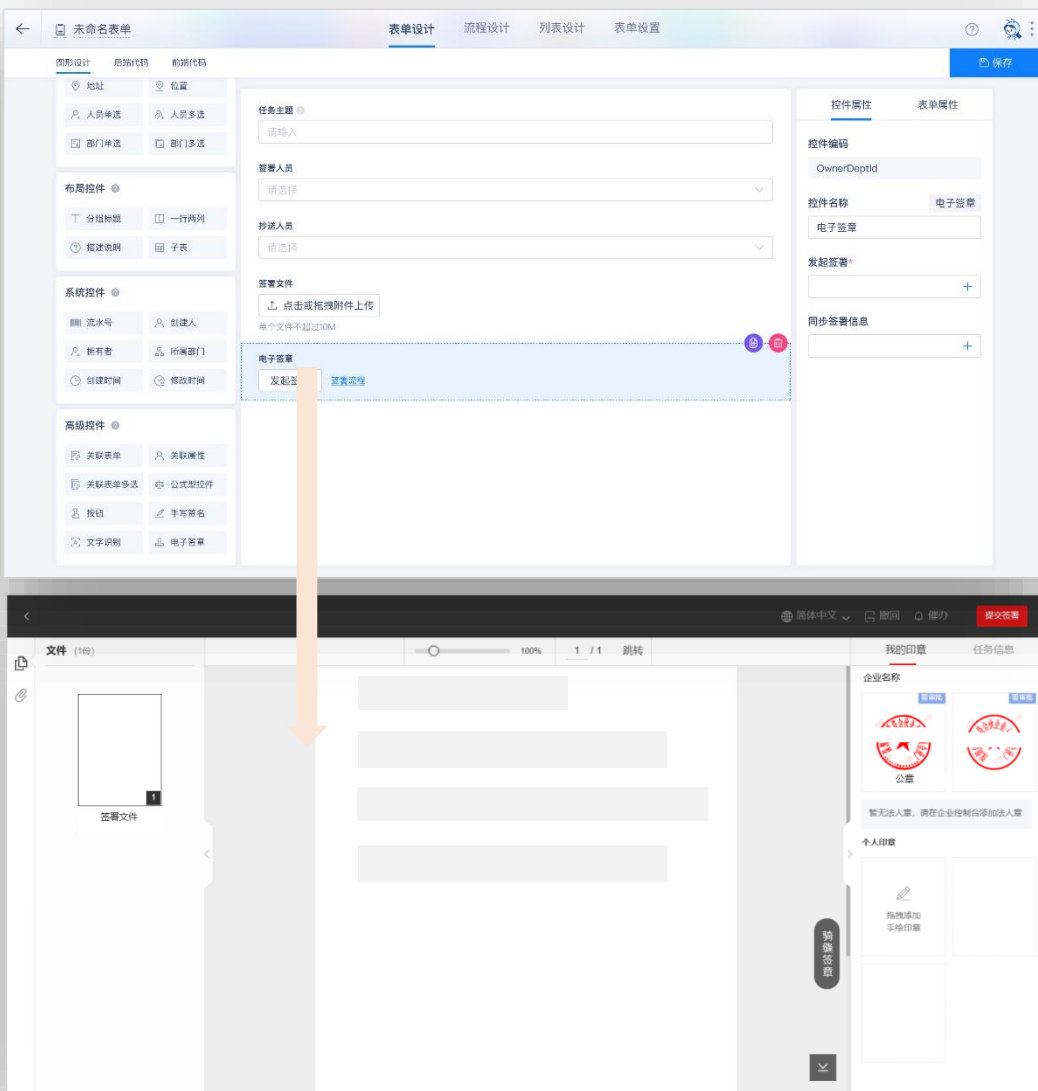 未命名表单
表单设计 流程设计 列表设计 表单设置
图形设计 后端代码 前端代码
保存
地址 位置
人员单选 人员多选
部门单选 部门多选
布局控件
分组标题 一行两列
描述说明 子表
系统控件
流水号 创建人
拥有者 所属部门
创建时间 修改时间
高级控件
关联表单 关联属性
关联表单多选 公式型控件
按钮 手写签名
文字识别 电子签章
任务主题
请输入
签署人员
请选择
抄送人员
请选择
签署文件
点击或拖拽附件上传
单个文件不超过10M
电子签章
发起签 签署流程
控件属性 表单属性
控件编码
OwnerDeptId
控件名称 电子签章
电子签章
发起签署*
同步签署信息
简体中文 撤回 催办 提交签署
文件 (1份)
100% 1 / 1 跳转
我的印章 任务信息
1
签署文件
企业名称
需审批 需审批
公章
暂无法人章，请在企业控制台添加法人章
个人印章
拖拽添加
手绘印章
骑缝签章